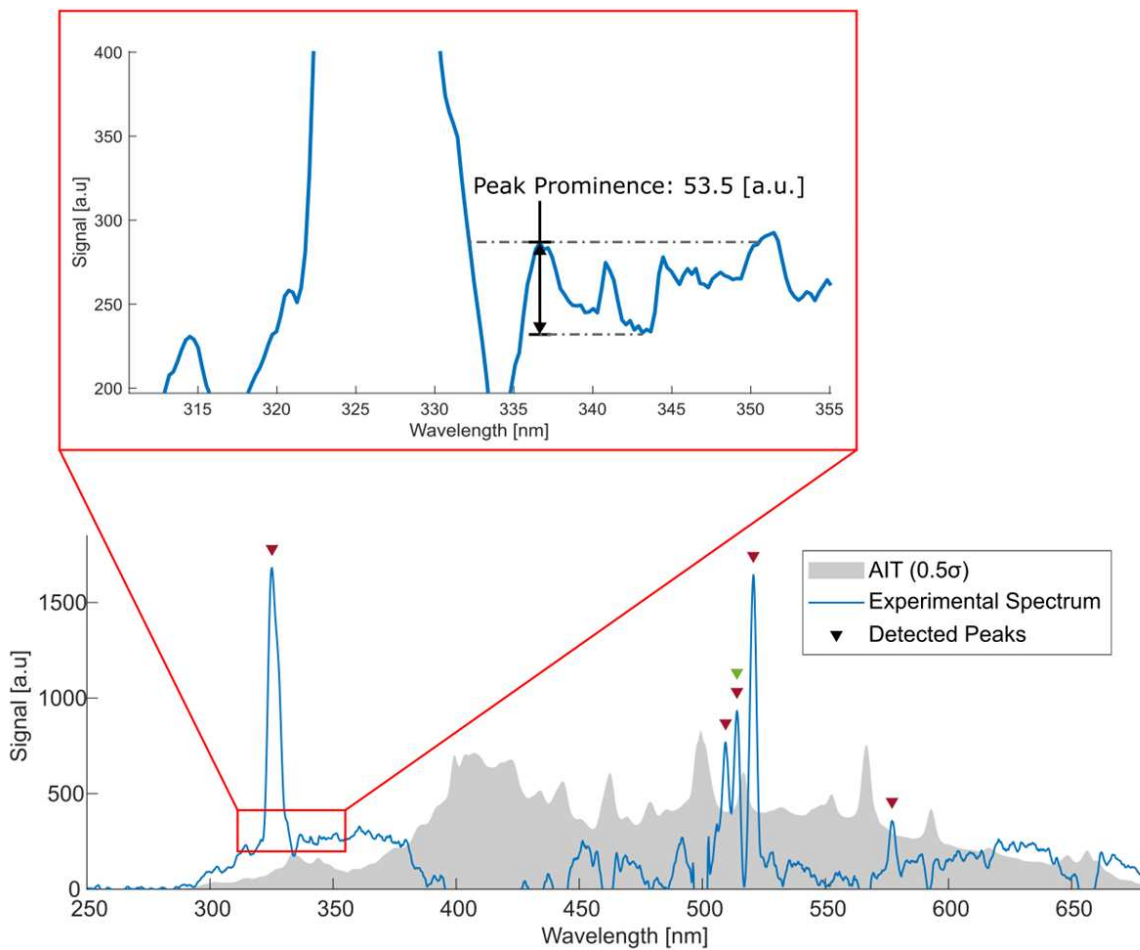 400
350
300
250
200
Signal [a.u]
Peak Prominence: 53.5 [a.u.]
315 320 325 330 335 340 345 350 355
Wavelength [nm]
AIT (0.5σ)
Experimental Spectrum
Detected Peaks
1500
1000
500
0
Signal [a.u]
250 300 350 400 450 500 550 600 650
Wavelength [nm]